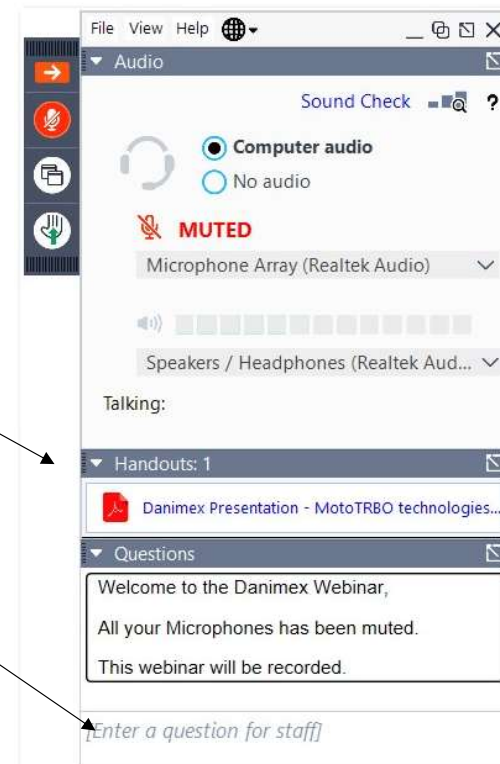 File View Help
Audio
Sound Check ?
Computer audio
No audio
MUTED
Microphone Array (Realtek Audio)
Speakers / Headphones (Realtek Aud...
Talking:
Handouts: 1
Danimex Presentation - MotoTRBO technologies...
Questions
Welcome to the Danimex Webinar,
All your Microphones has been muted.
This webinar will be recorded.
[Enter a question for staff]